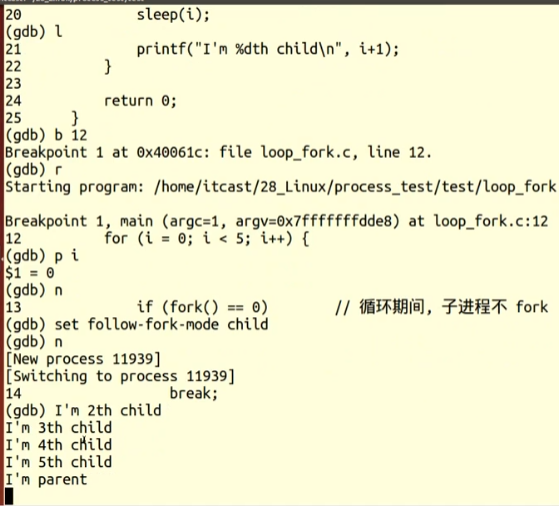 20              sleep(i);
(gdb) l
21              printf("I'm %dth child\n", i+1);
22          }
23
24          return 0;
25      }
(gdb) b 12
Breakpoint 1 at 0x40061c: file loop_fork.c, line 12.
(gdb) r
Starting program: /home/itcast/28_Linux/process_test/test/loop_fork
Breakpoint 1, main (argc=1, argv=0x7fffffffdde8) at loop_fork.c:12
12          for (i = 0; i < 5; i++) {
(gdb) p i
$1 = 0
(gdb) n
13              if (fork() == 0)        // 循环期间, 子进程不 fork
(gdb) set follow-fork-mode child
(gdb) n
[New process 11939]
[Switching to process 11939]
14                  break;
(gdb) I'm 2th child
I'm 3th child
I'm 4th child
I'm 5th child
I'm parent